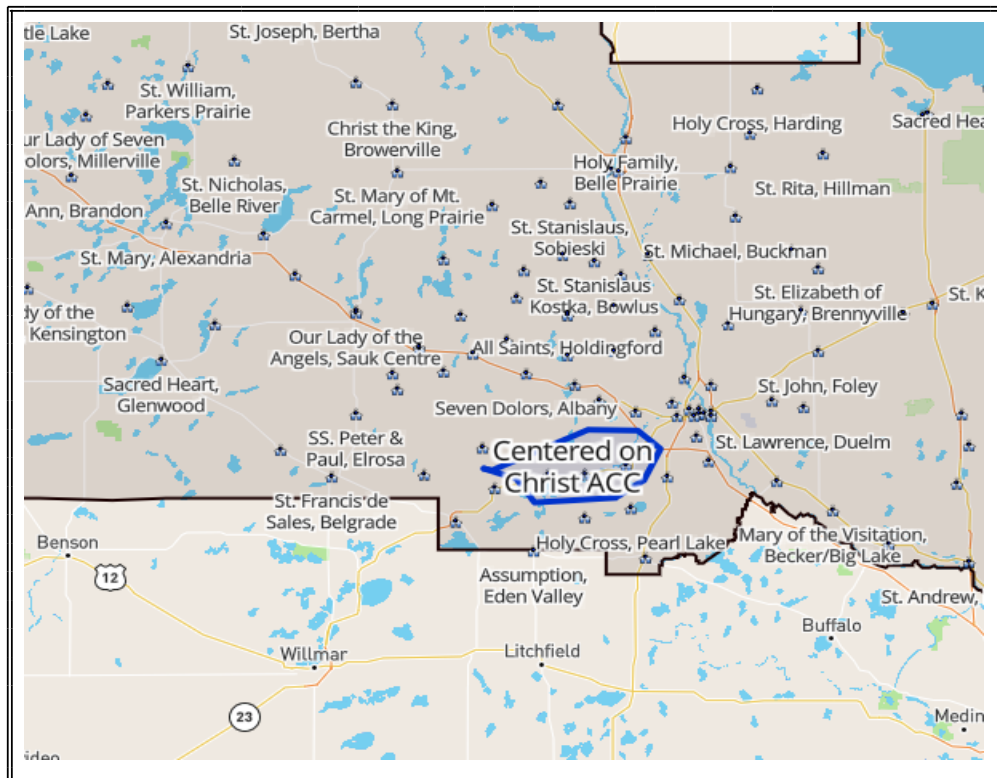 tle Lake
St. Joseph, Bertha
St. William,
Parkers Prairie
Christ the King,
Browerville
Holy Cross, Harding
Sacred Hea
ur Lady of Seven
olors, Millerville
Holy Family,
Belle Prairie
St. Nicholas,
Belle River
St. Mary of Mt.
Carmel, Long Prairie
St. Rita, Hillman
Ann, Brandon
St. Stanislaus,
Sobieski
St. Mary, Alexandria
St. Michael, Buckman
St. Stanislaus
Kostka, Bowlus
St. Elizabeth of
Hungary, Brennyville
St. K
dy of the
Kensington
Our Lady of the
Angels, Sauk Centre
All Saints, Holdingford
Sacred Heart,
Glenwood
St. John, Foley
Seven Dolors, Albany
SS. Peter &
Paul, Elrosa
Centered on
Christ ACC
St. Lawrence, Duelm
St. Francis de
Sales, Belgrade
Benson
12
Holy Cross, Pearl Lake
Mary of the Visitation,
Becker/Big Lake
Assumption,
Eden Valley
St. Andrew,
Buffalo
Willmar
Litchfield
23
Medin
ideo